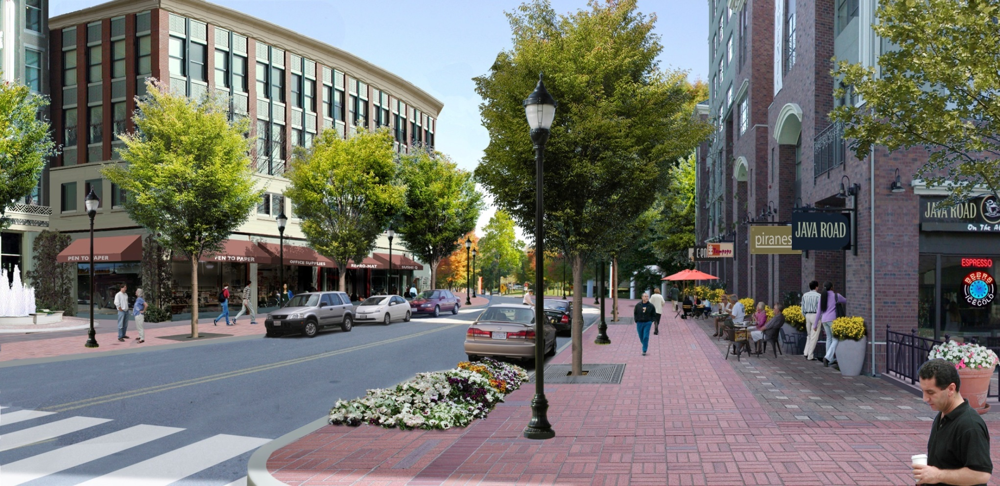 PEN TO PAPER
PEN TO PAPER
OFFICE SUPPLIES
REPRO-MAT
SUSHI Q
Tampopo
piranes
JAVA ROAD
JAVA ROAD
On The
ESPRESSO
BEERS
ICE COLD